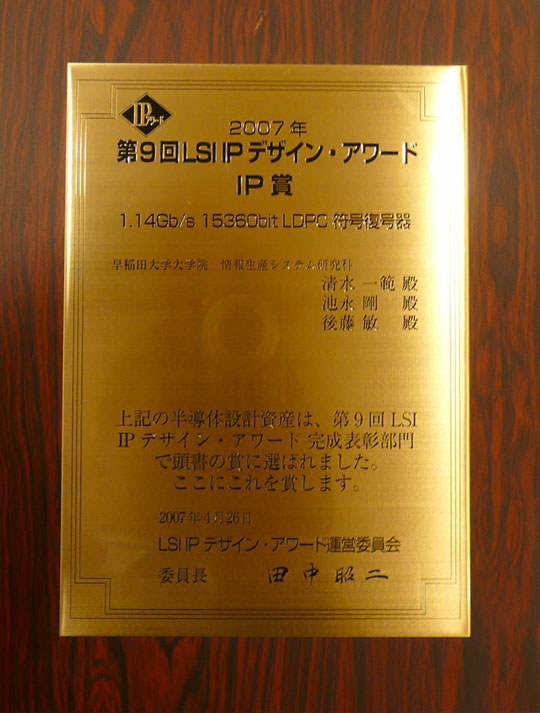 IPアワード
2007年
第9回LSI IPデザイン・アワード
IP賞
1.14Gb/s 15360bit LDPC 符号復号器
早稲田大学大学院 情報生産システム研究科
清水 一範 殿
池永 剛 殿
後藤 敏 殿
上記の半導体設計資産は、第9回LSI
IPデザイン・アワード 完成表彰部門
で頭書の賞に選ばれました。
ここにこれを賞します。
2007年4月26日
LSI IPデザイン・アワード運営委員会
委員長 田中昭二